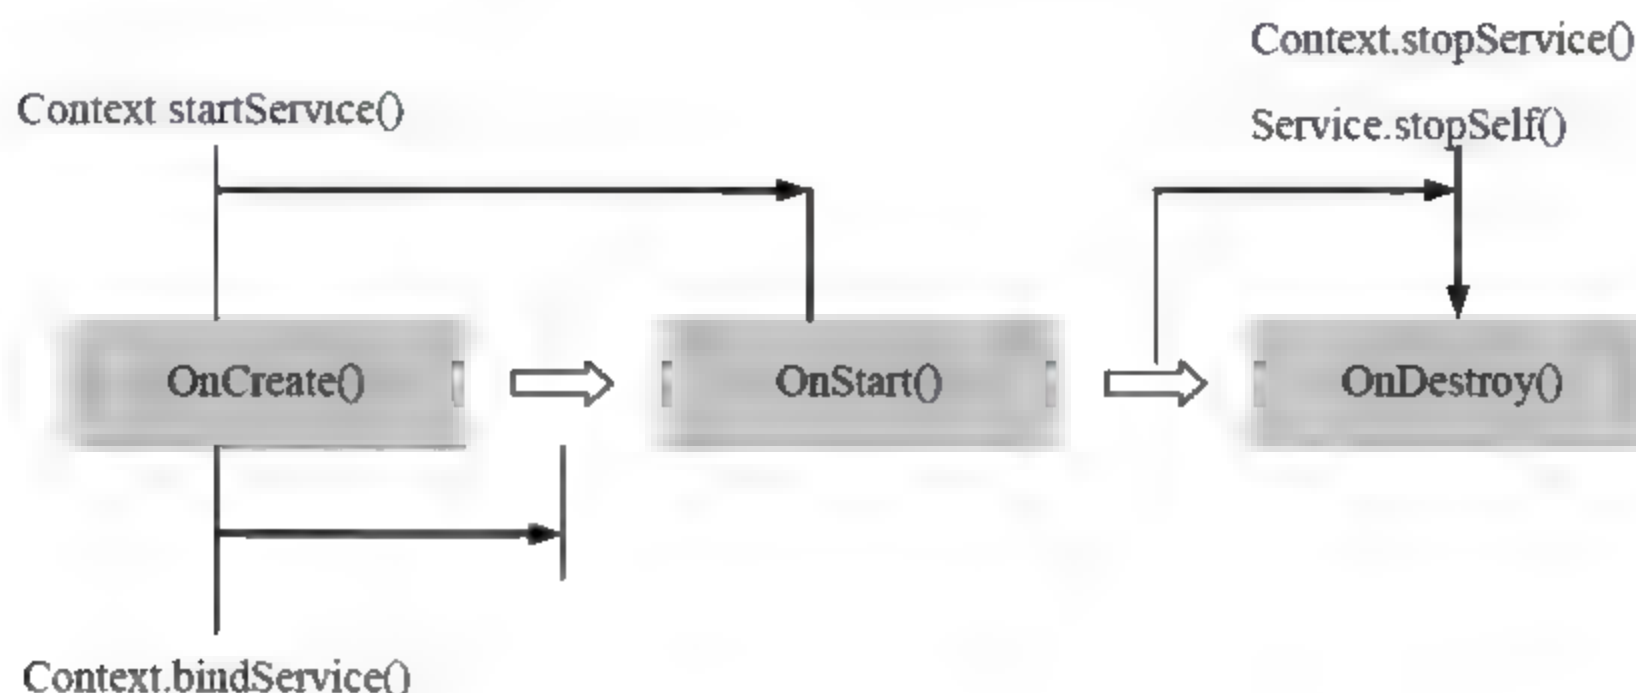 Context.stopService()
Context startService()
Service.stopSelf()
OnCreate()
OnStart()
OnDestroy()
Context.bindService()